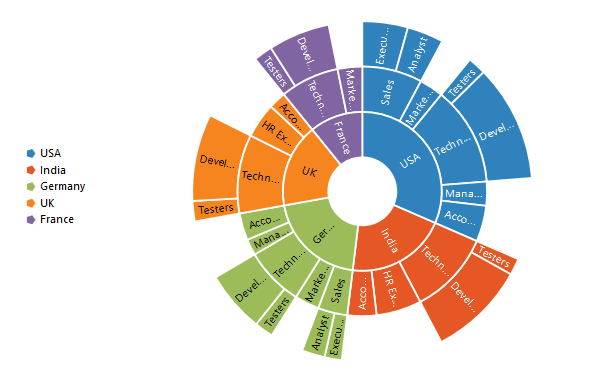 USA
India
Germany
UK
France
USA
Sales
Execu...
Analyst
Marke...
Techn...
Testers
Devel...
Mana...
Acco...
India
Techn...
Testers
Devel...
HR Ex...
Acco...
Ger...
Sales
Execu...
Analyst
Marke...
Techn...
Testers
Devel...
Mana...
Acco...
UK
Techn...
Testers
Devel...
HR Ex...
Acco...
France
Techn...
Testers
Devel...
Marke...